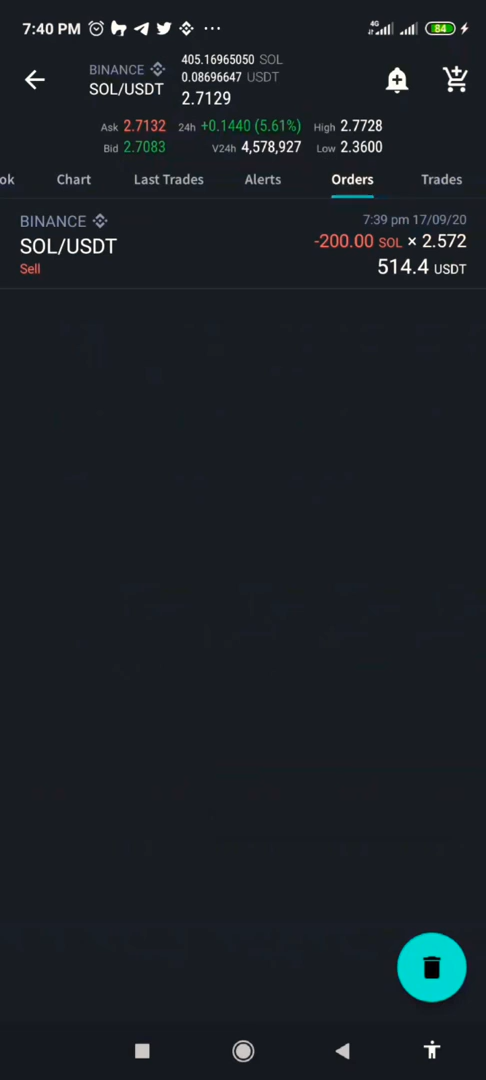 7:40 PM
4G
84
BINANCE
SOL/USDT
405.16965050 SOL
0.08696647 USDT
2.7129
Ask 2.7132 24h +0.1440 (5.61%) High 2.7728
Bid 2.7083 V24h 4,578,927 Low 2.3600
ok Chart Last Trades Alerts Orders Trades
BINANCE 7:39 pm 17/09/20
SOL/USDT -200.00 SOL × 2.572
Sell 514.4 USDT